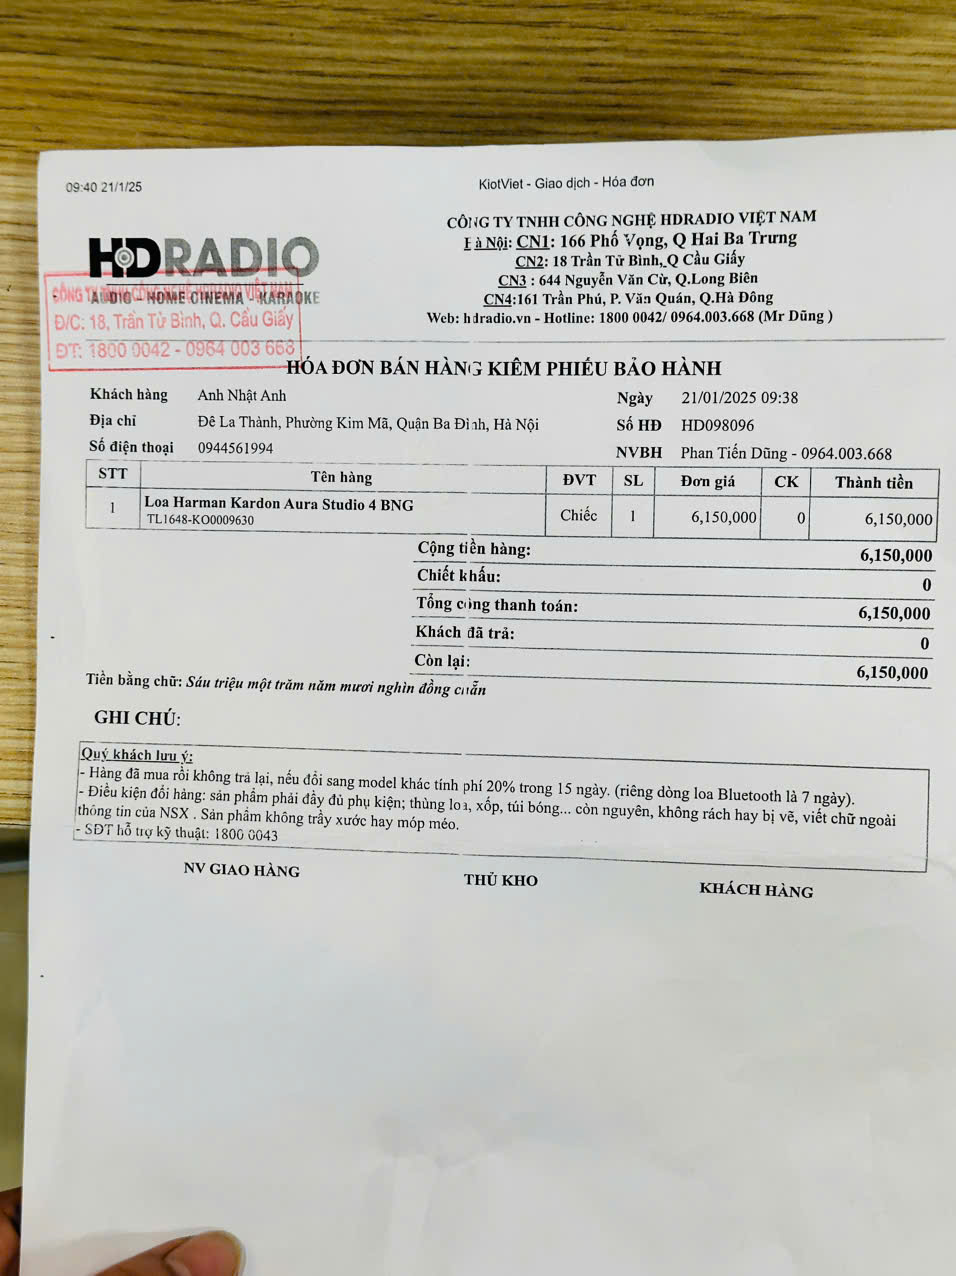 09:40 21/1/25
KiotViet - Giao dịch - Hóa đơn
HDRADIO
AUDIO - HOME CINEMA - KARAOKE
CÔNG TY TNHH CÔNG NGHỆ HDRADIO VIỆT NAM
Đ/C: 18, Trần Tử Bình, Q. Cầu Giấy
ĐT: 1800 0042 - 0964 003 668
CÔNG TY TNHH CÔNG NGHỆ HDRADIO VIỆT NAM
Hà Nội: CN1: 166 Phố Vọng, Q Hai Ba Trưng
CN2: 18 Trần Tử Bình, Q Cầu Giấy
CN3 : 644 Nguyễn Văn Cừ, Q.Long Biên
CN4:161 Trần Phú, P. Văn Quán, Q.Hà Đông
Web: hdradio.vn - Hotline: 1800 0042/ 0964.003.668 (Mr Dũng )
HÓA ĐƠN BÁN HÀNG KIÊM PHIẾU BẢO HÀNH
Khách hàng Anh Nhật Anh Ngày 21/01/2025 09:38
Địa chỉ Đê La Thành, Phường Kim Mã, Quận Ba Đình, Hà Nội Số HĐ HD098096
Số điện thoại 0944561994 NVBH Phan Tiến Dũng - 0964.003.668
STT Tên hàng ĐVT SL Đơn giá CK Thành tiền
1 Loa Harman Kardon Aura Studio 4 BNG Chiếc 1 6,150,000 0 6,150,000
TL1648-KO0009630
Cộng tiền hàng: 6,150,000
Chiết khấu: 0
Tổng cộng thanh toán: 6,150,000
Khách đã trả: 0
Còn lại: 6,150,000
Tiền bằng chữ: Sáu triệu một trăm năm mươi nghìn đồng chẵn
GHI CHÚ:
Quý khách lưu ý:
- Hàng đã mua rồi không trả lại, nếu đổi sang model khác tính phí 20% trong 15 ngày. (riêng dòng loa Bluetooth là 7 ngày).
- Điều kiện đổi hàng: sản phẩm phải đầy đủ phụ kiện; thùng loa, xốp, túi bóng... còn nguyên, không rách hay bị vẽ, viết chữ ngoài
thông tin của NSX . Sản phẩm không trầy xước hay móp méo.
- SĐT hỗ trợ kỹ thuật: 1800 0043
NV GIAO HÀNG THỦ KHO KHÁCH HÀNG